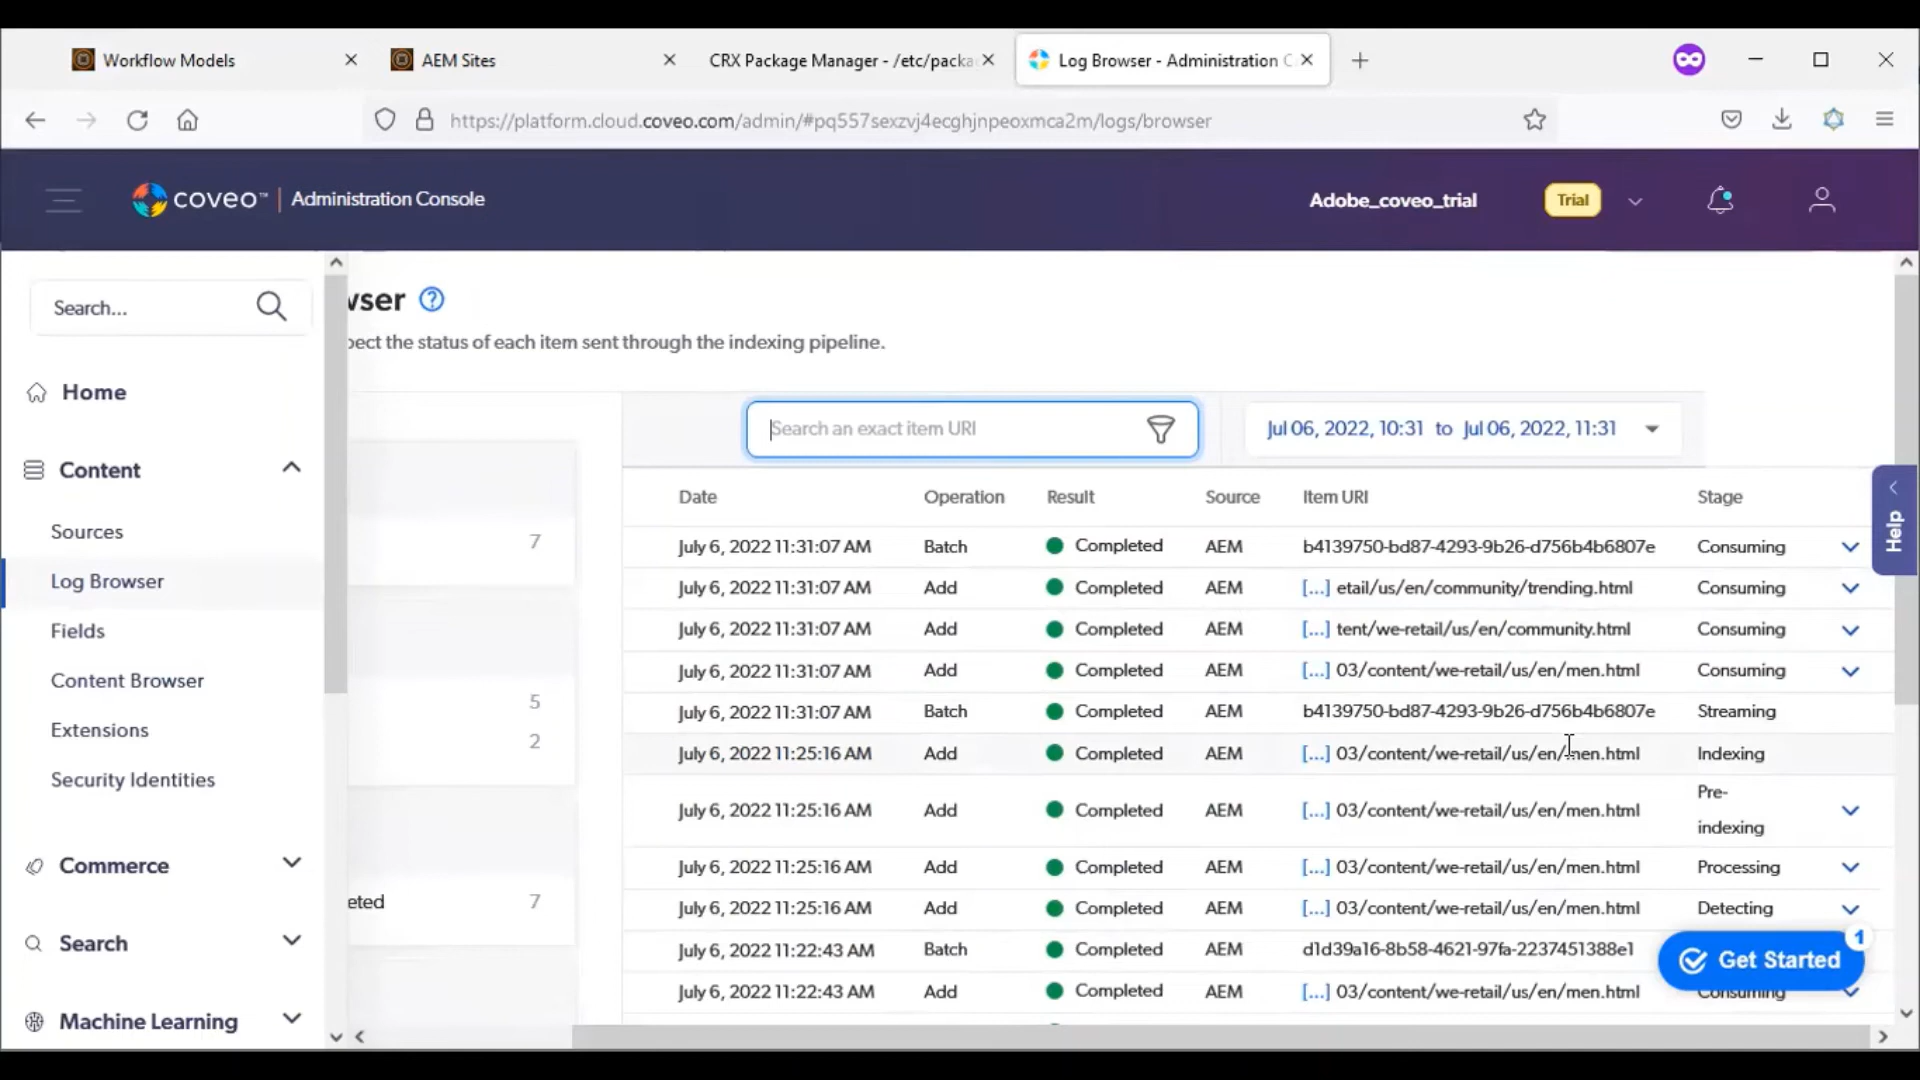 Workflow Models
AEM Sites
CRX Package Manager - /etc/packa
Log Browser - Administration C
https://platform.cloud.coveo.com/admin/#pq557sexzvj4ecghjnpeoxmca2m/logs/browser
coveo™ | Administration Console
Adobe_coveo_trial
Trial
Search...
Home
Content
Sources
Log Browser
Fields
Content Browser
Extensions
Security Identities
Commerce
Search
Machine Learning
wser
pect the status of each item sent through the indexing pipeline.
7
5
2
eted 7
Search an exact item URI
Jul 06, 2022, 10:31 to Jul 06, 2022, 11:31
Date Operation Result Source Item URI Stage
July 6, 2022 11:31:07 AM Batch Completed AEM b4139750-bd87-4293-9b26-d756b4b6807e Consuming
July 6, 2022 11:31:07 AM Add Completed AEM [...] etail/us/en/community/trending.html Consuming
July 6, 2022 11:31:07 AM Add Completed AEM [...] tent/we-retail/us/en/community.html Consuming
July 6, 2022 11:31:07 AM Add Completed AEM [...] 03/content/we-retail/us/en/men.html Consuming
July 6, 2022 11:31:07 AM Batch Completed AEM b4139750-bd87-4293-9b26-d756b4b6807e Streaming
July 6, 2022 11:25:16 AM Add Completed AEM [...] 03/content/we-retail/us/en/men.html Indexing
July 6, 2022 11:25:16 AM Add Completed AEM [...] 03/content/we-retail/us/en/men.html Pre-
indexing
July 6, 2022 11:25:16 AM Add Completed AEM [...] 03/content/we-retail/us/en/men.html Processing
July 6, 2022 11:25:16 AM Add Completed AEM [...] 03/content/we-retail/us/en/men.html Detecting
July 6, 2022 11:22:43 AM Batch Completed AEM d1d39a16-8b58-4621-97fa-2237451388e1
July 6, 2022 11:22:43 AM Add Completed AEM [...] 03/content/we-retail/us/en/men.html Consuming
Help
Get Started
1